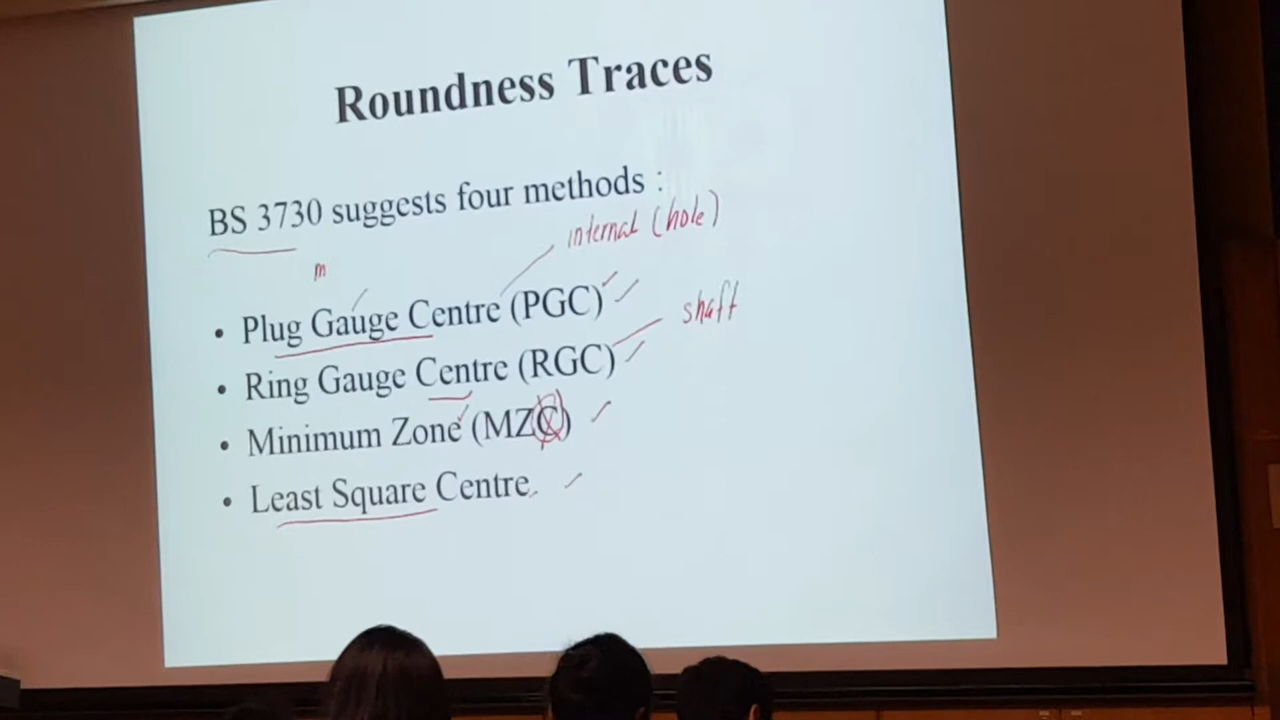 Roundness Traces
BS 3730 suggests four methods :
internal (hole)
m
• Plug Gauge Centre (PGC)
shaft
• Ring Gauge Centre (RGC)
• Minimum Zone (MZC)
• Least Square Centre